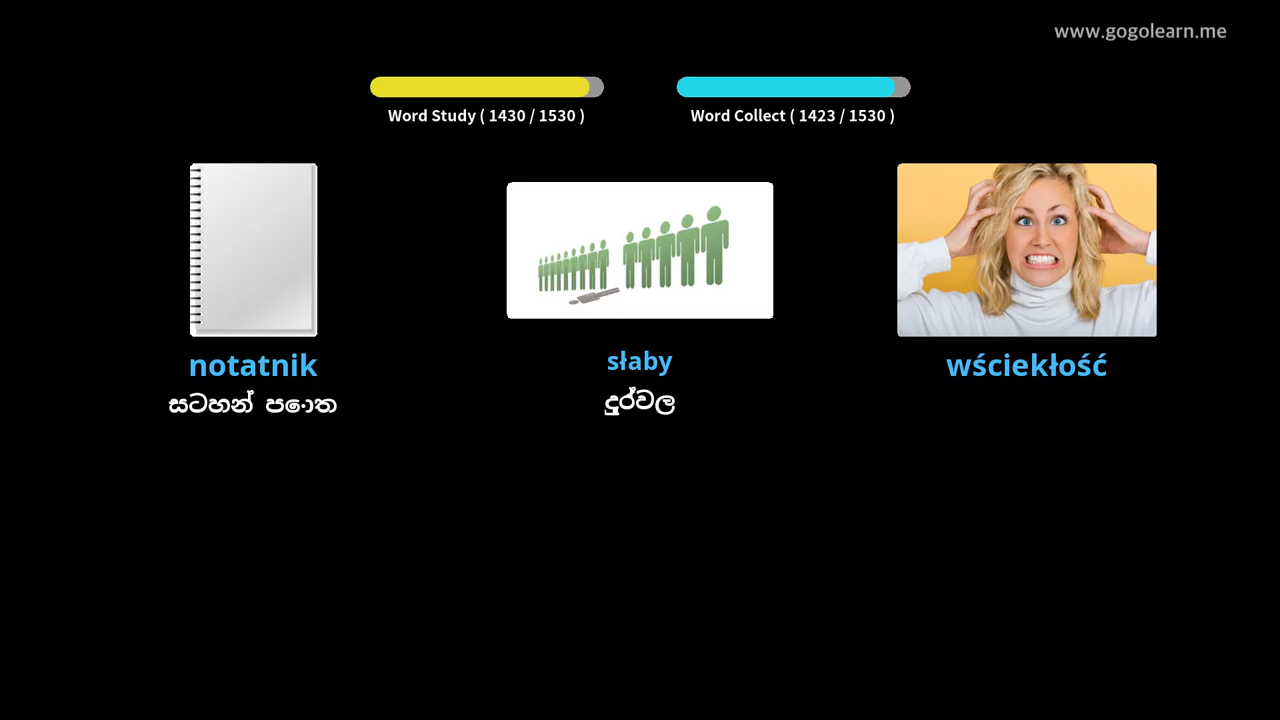 www.gogolearn.me
Word Study ( 1430 / 1530 )
Word Collect ( 1423 / 1530 )
notatnik
සටහන් පොත
słaby
දුර්වල
wściekłość